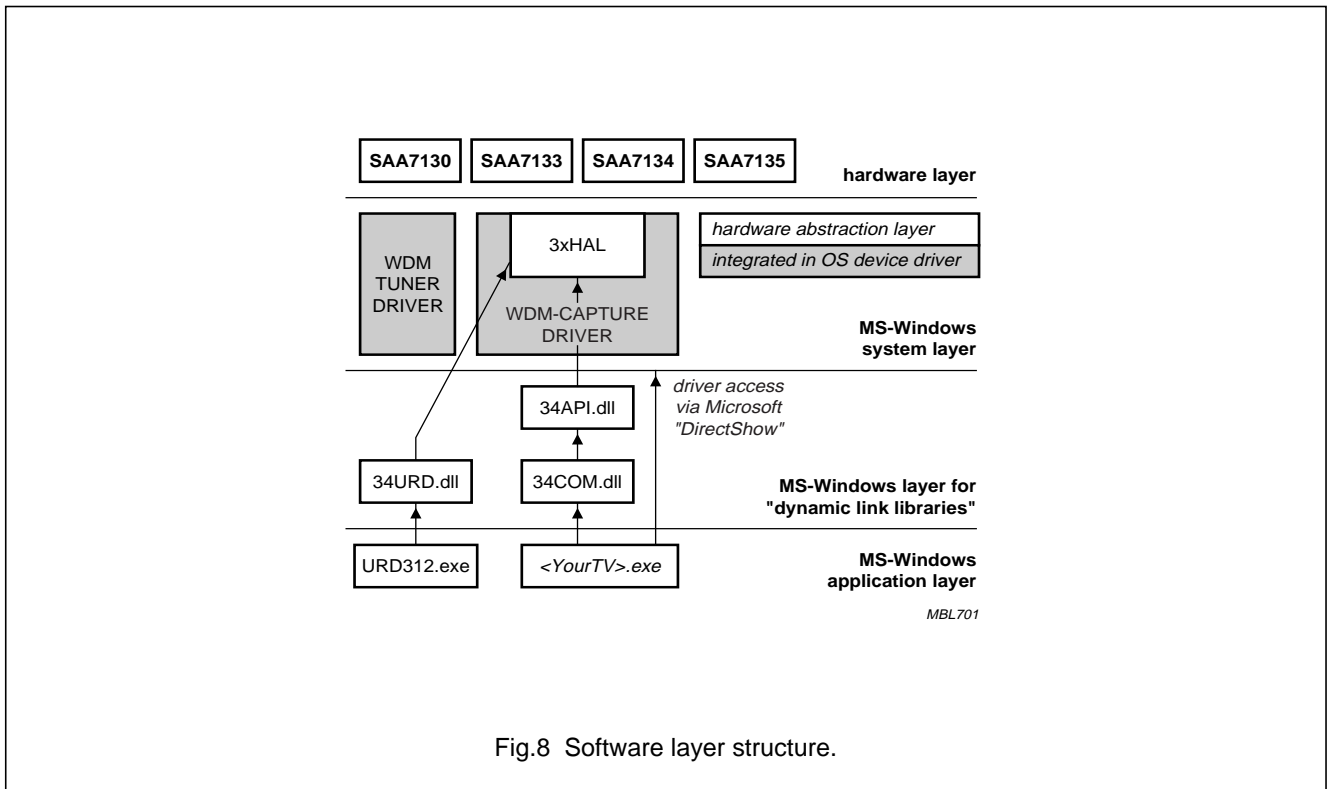 SAA7130
SAA7133
SAA7134
SAA7135
hardware layer
WDM
TUNER
DRIVER
3xHAL
WDM-CAPTURE
DRIVER
hardware abstraction layer
integrated in OS device driver
MS-Windows
system layer
34API.dll
driver access
via Microsoft
"DirectShow"
34URD.dll
34COM.dll
MS-Windows layer for
"dynamic link libraries"
URD312.exe
<YourTV>.exe
MS-Windows
application layer
MBL701
Fig.8 Software layer structure.